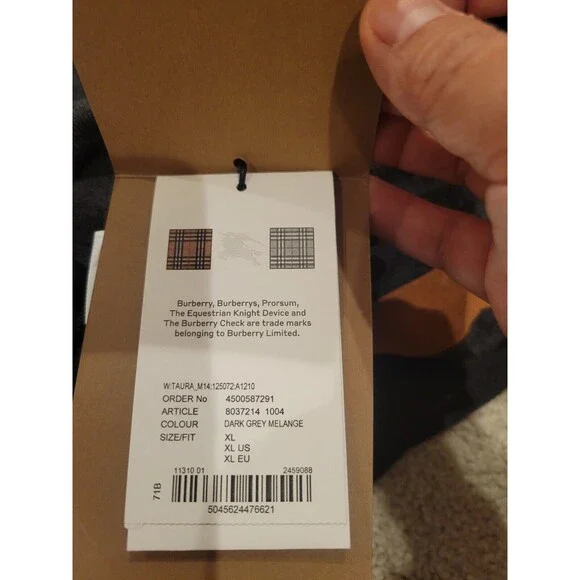 Burberry, Burberrys, Prorsum,
The Equestrian Knight Device and
The Burberry Check are trade marks
belonging to Burberry Limited.
W:TAURA_M14:125072:A1210
ORDER No 4500587291
ARTICLE 8037214 1004
COLOUR DARK GREY MELANGE
SIZE/FIT XL
XL US
XL EU
11310 01 2459088
71B
5045624476621